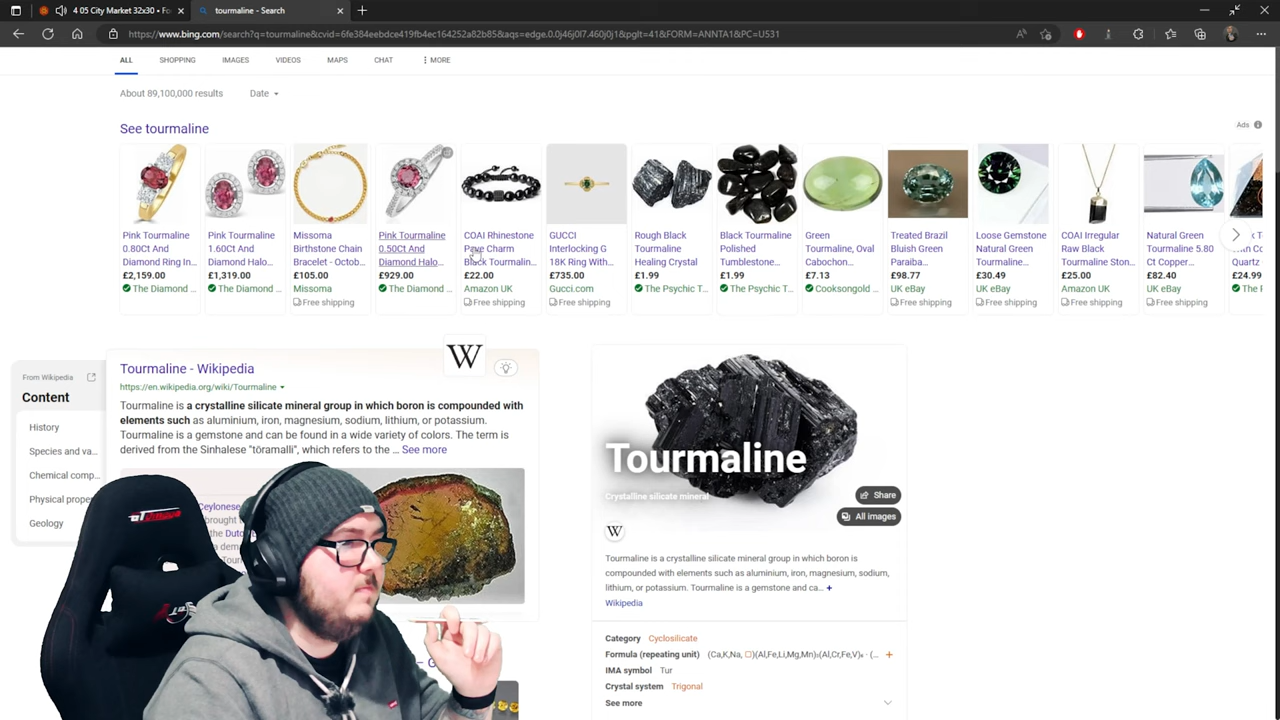 4 05 City Market 32x30 - Fo
tourmaline - Search
https://www.bing.com/search?q=tourmaline&cvid=6fe384eebdce419fb4ec164252a82b85&aqs=edge.0.0j46j0l7.460j0j1&pglt=41&FORM=ANNTA1&PC=U531
ALL
SHOPPING
IMAGES
VIDEOS
MAPS
CHAT
MORE
About 89,100,000 results
Date
See tourmaline
Ads
Pink Tourmaline
0.80Ct And
Diamond Ring In...
£2,159.00
The Diamond ...
Pink Tourmaline
1.60Ct And
Diamond Halo...
£1,319.00
The Diamond ...
Missoma
Birthstone Chain
Bracelet - Octob...
£105.00
Missoma
Free shipping
Pink Tourmaline
0.50Ct And
Diamond Halo...
£929.00
The Diamond ...
COAI Rhinestone
Pave Charm
Black Tourmalin...
£22.00
Amazon UK
Free shipping
GUCCI
Interlocking G
18K Ring With...
£735.00
Gucci.com
Free shipping
Rough Black
Tourmaline
Healing Crystal
£1.99
The Psychic T...
Black Tourmaline
Polished
Tumblestone...
£1.99
The Psychic T...
Green
Tourmaline, Oval
Cabochon...
£7.13
Cooksongold ...
Treated Brazil
Bluish Green
Paraiba...
£98.77
UK eBay
Free shipping
Loose Gemstone
Natural Green
Tourmaline...
£30.49
UK eBay
Free shipping
COAI Irregular
Raw Black
Tourmaline Ston...
£25.00
Amazon UK
Free shipping
Natural Green
Tourmaline 5.80
Ct Copper...
£82.40
UK eBay
Free shipping
Quartz
£24.99
From Wikipedia
Content
History
Species and va...
Chemical comp...
Physical prope
Geology
W
Tourmaline - Wikipedia
https://en.wikipedia.org/wiki/Tourmaline
Tourmaline is a crystalline silicate mineral group in which boron is compounded with
elements such as aluminium, iron, magnesium, sodium, lithium, or potassium.
Tourmaline is a gemstone and can be found in a wide variety of colors. The term is
derived from the Sinhalese "tōramalli", which refers to the ... See more
Ceylonese
brought t
the Dutc
a dem
Tour
Tourmaline
Crystalline silicate mineral
Share
All images
W
Tourmaline is a crystalline silicate mineral group in which boron is
compounded with elements such as aluminium, iron, magnesium, sodium,
lithium, or potassium. Tourmaline is a gemstone and ca... +
Wikipedia
Category Cyclosilicate
Formula (repeating unit) (Ca,K,Na, □)(Al,Fe,Li,Mg,Mn)₃(Al,Cr,Fe,V)₆ · (... +
IMA symbol Tur
Crystal system Trigonal
See more